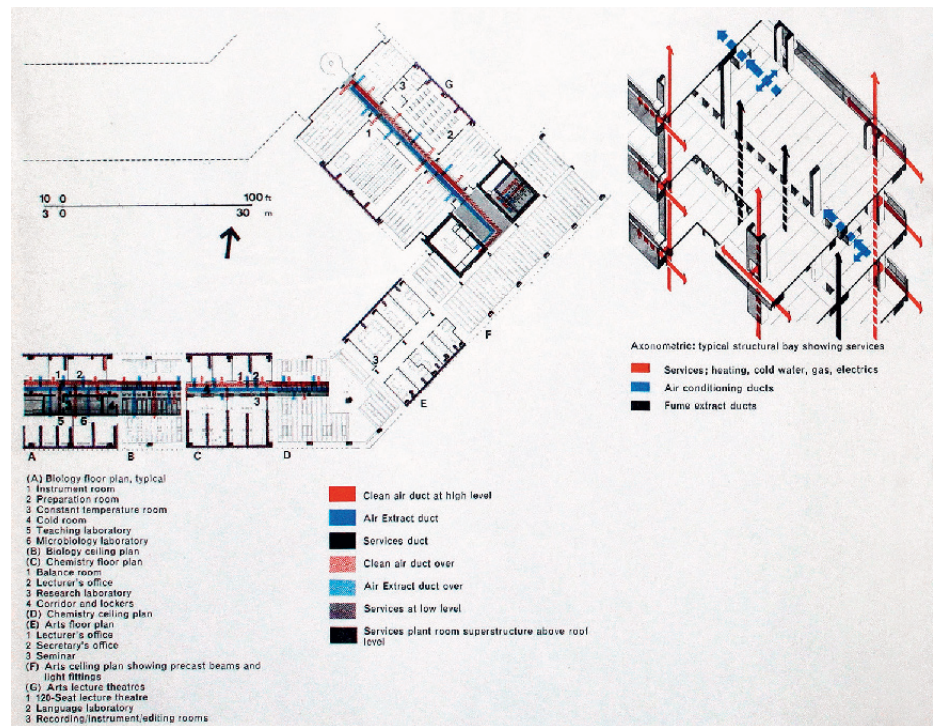 3
G
1
2
10 0 100 ft
3 0 30 m
3
F
E
1 2
2
4
3
5 6
A
B
C
D
Axonometric: typical structural bay showing services
Services; heating, cold water, gas, electrics
Air conditioning ducts
Fume extract ducts
(A) Biology floor plan, typical
1 Instrument room
2 Preparation room
3 Constant temperature room
4 Cold room
5 Teaching laboratory
6 Microbiology laboratory
(B) Biology ceiling plan
(C) Chemistry floor plan
1 Balance room
2 Lecturer's office
3 Research laboratory
4 Corridor and lockers
(D) Chemistry ceiling plan
(E) Arts floor plan
1 Lecturer's office
2 Secretary's office
3 Seminar
(F) Arts ceiling plan showing precast beams and
light fittings
(G) Arts lecture theatres
1 120-Seat lecture theatre
2 Language laboratory
3 Recording/instrument/editing rooms
Clean air duct at high level
Air Extract duct
Services duct
Clean air duct over
Air Extract duct over
Services at low level
Services plant room superstructure above roof
level